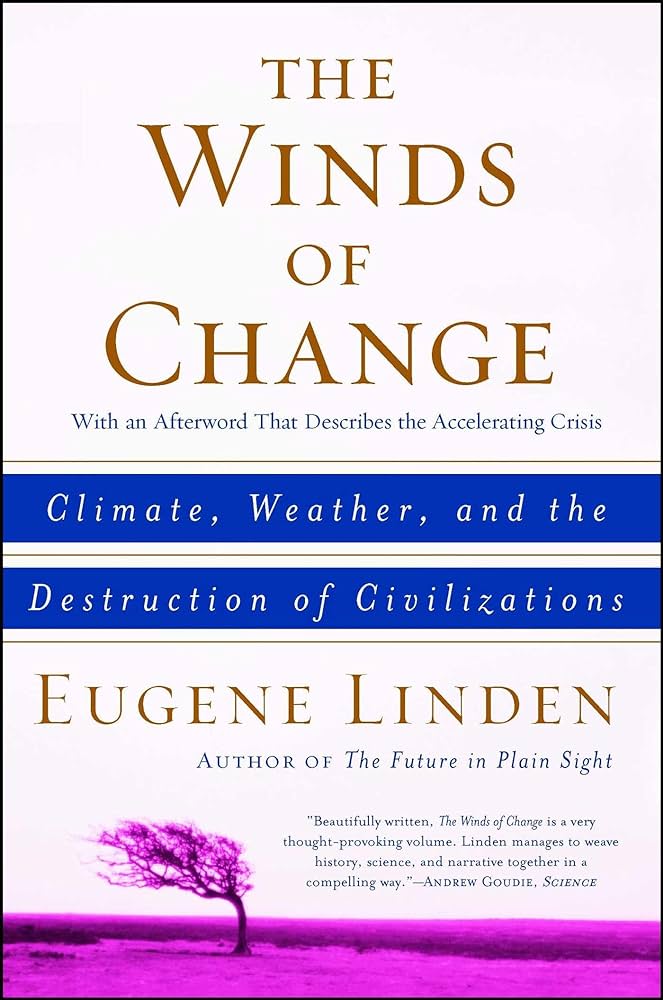 THE
WINDS
OF
CHANGE
With an Afterword That Describes the Accelerating Crisis
Climate, Weather, and the
Destruction of Civilizations
EUGENE LINDEN
AUTHOR OF The Future in Plain Sight
"Beautifully written, The Winds of Change is a very
thought-provoking volume. Linden manages to weave
history, science, and narrative together in a
compelling way."—ANDREW GOUDIE, SCIENCE